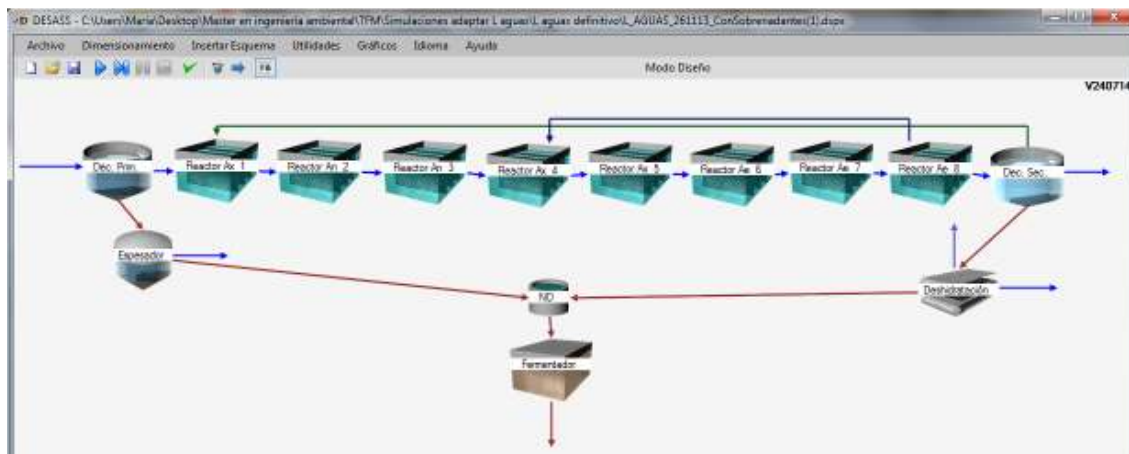 DESASS - C:\Users\Maria\Desktop\Master en ingeniería ambiental\TFM\Simulaciones adaptar L aguas\L aguas definitivo\L_AGUAS_261113_ConSobrenadantes(1).dspx
Archivo Dimensionamiento Insertar Esquema Utilidades Gráficos Idioma Ayuda
Modo Diseño
V240714
Dec. Prim.
Reactor Ax. 1
Reactor An. 2
Reactor An. 3
Reactor Ax. 4
Reactor Ax. 5
Reactor Ae. 6
Reactor Ae. 7
Reactor Ae. 8
Dec. Sec.
Espesador
ND
Deshidratación
Fermentador